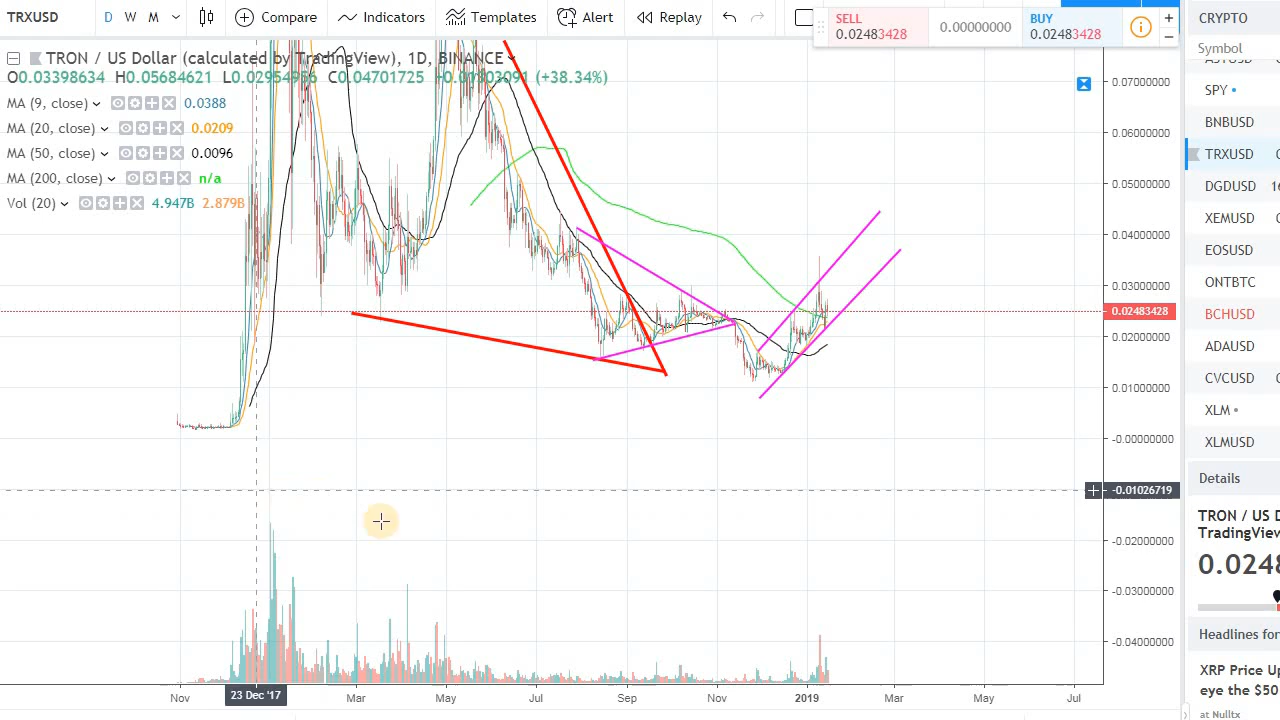 TRXUSD D W M Compare Indicators Templates Alert Replay
SELL 0.02483428 0.00000000 BUY 0.02483428
CRYPTO
Symbol
TRON / US Dollar (calculated by TradingView), 1D, BINANCE
O0.03398634 H0.05684621 L0.02954956 C0.04701725 +0.01303091 (+38.34%)
MA (9, close) 0.0388
MA (20, close) 0.0209
MA (50, close) 0.0096
MA (200, close) n/a
Vol (20) 4.947B 2.879B
0.07000000
0.06000000
0.05000000
0.04000000
0.03000000
0.02483428
0.02000000
0.01000000
-0.00000000
-0.01026719
-0.02000000
-0.03000000
-0.04000000
Nov 23 Dec '17 Mar May Jul Sep Nov 2019 Mar May Jul
SPY
BNBUSD
TRXUSD 0
DGDUSD 16
XEMUSD 0
EOSUSD
ONTBTC
BCHUSD
ADAUSD 0
CVCUSD 0
XLM
XLMUSD
Details
TRON / US D
TradingView
0.0248
Headlines for
XRP Price Up
eye the $50
at Nulltx